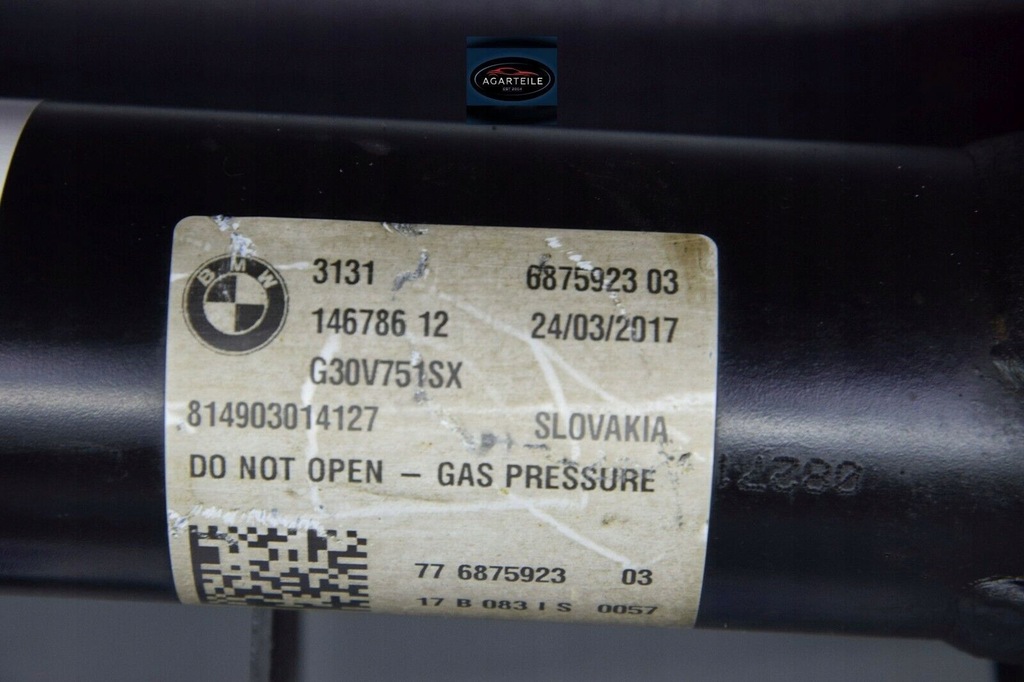 AGARTEILE
BMW
3131 6875923 03
146786 12 24/03/2017
G30V751SX
814903014127 SLOVAKIA
DO NOT OPEN – GAS PRESSURE
77 6875923 03
17 B 083 I S 0057